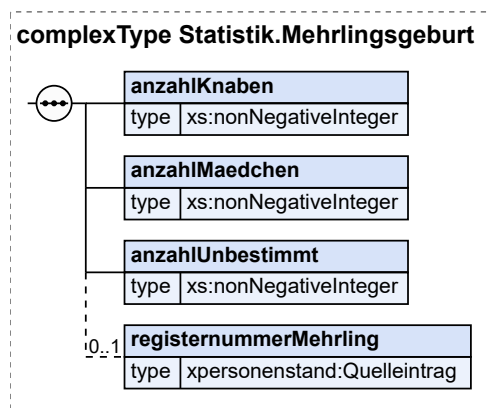 complexType Statistik.Mehrlingsgeburt
anzahlKnaben
type xs:nonNegativeInteger
anzahlMaedchen
type xs:nonNegativeInteger
anzahlUnbestimmt
type xs:nonNegativeInteger
0..1 registernummerMehrling
type xpersonenstand:Quelleintrag